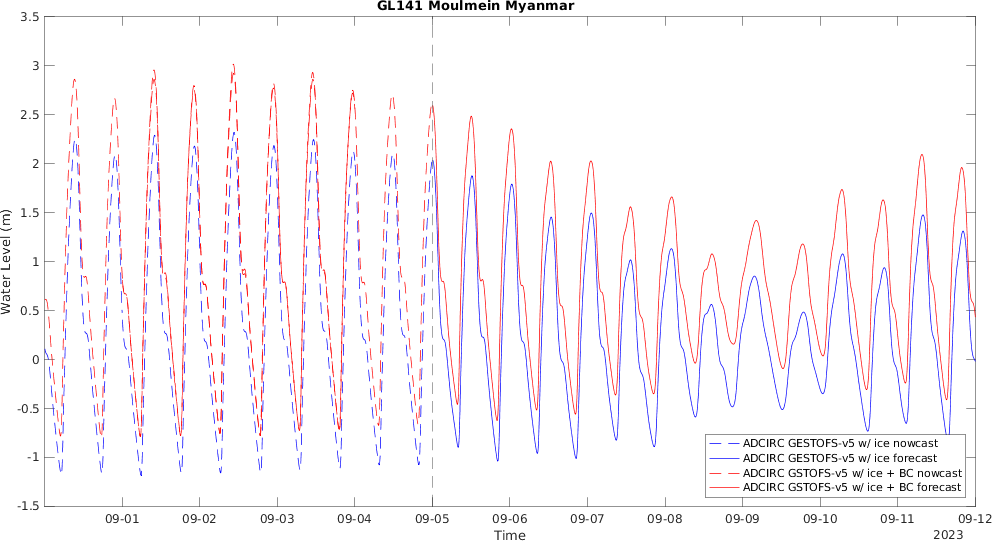 GL141 Moulmein Myanmar
3.5
3
2.5
2
1.5
1
0.5
0
-0.5
-1
-1.5
Water Level (m)
ADCIRC GESTOFS-v5 w/ ice nowcast
ADCIRC GESTOFS-v5 w/ ice forecast
ADCIRC GSTOFS-v5 w/ ice + BC nowcast
ADCIRC GSTOFS-v5 w/ ice + BC forecast
09-01 09-02 09-03 09-04 09-05 09-06 09-07 09-08 09-09 09-10 09-11 09-12
Time
2023